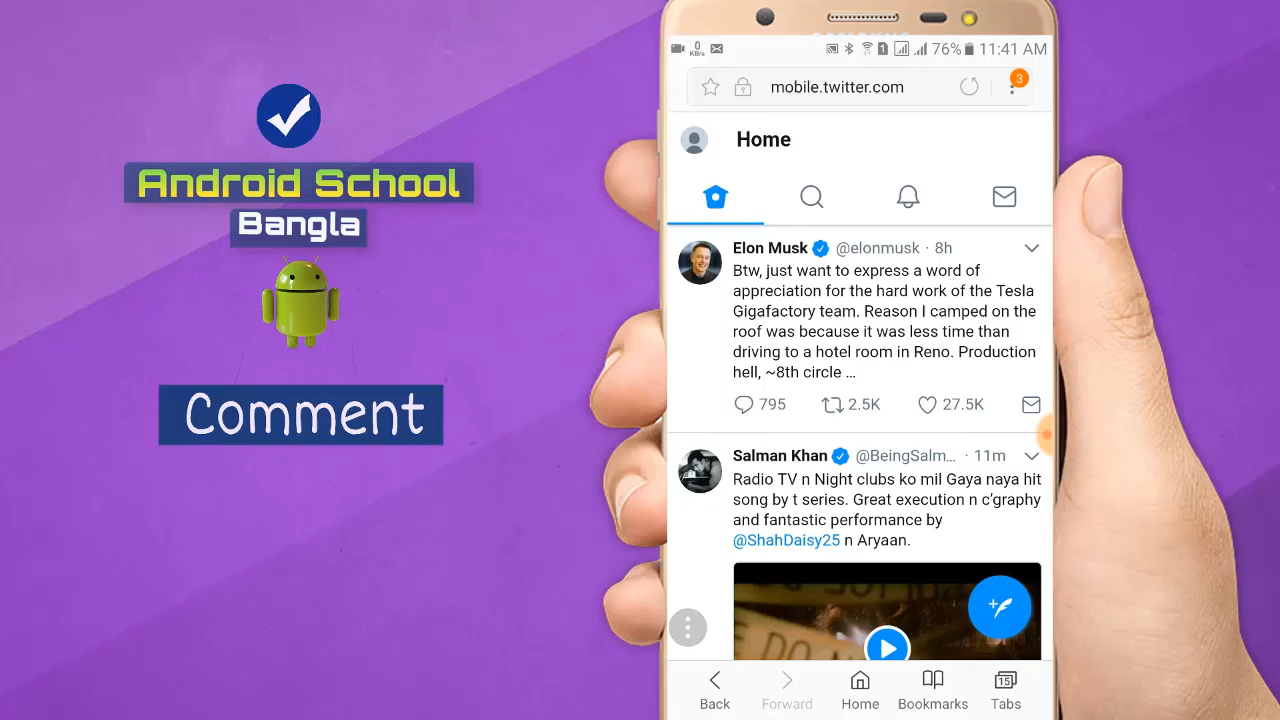 Android School
Bangla
Comment
0
KB/s
1
76%
11:41 AM
mobile.twitter.com
3
Home
Elon Musk @elonmusk · 8h
Btw, just want to express a word of
appreciation for the hard work of the Tesla
Gigafactory team. Reason I camped on the
roof was because it was less time than
driving to a hotel room in Reno. Production
hell, ~8th circle ...
795
2.5K
27.5K
Salman Khan @BeingSalm... · 11m
Radio TV n Night clubs ko mil Gaya naya hit
song by t series. Great execution n c'graphy
and fantastic performance by
@ShahDaisy25 n Aryaan.
DO
Back
Forward
Home
Bookmarks
15
Tabs